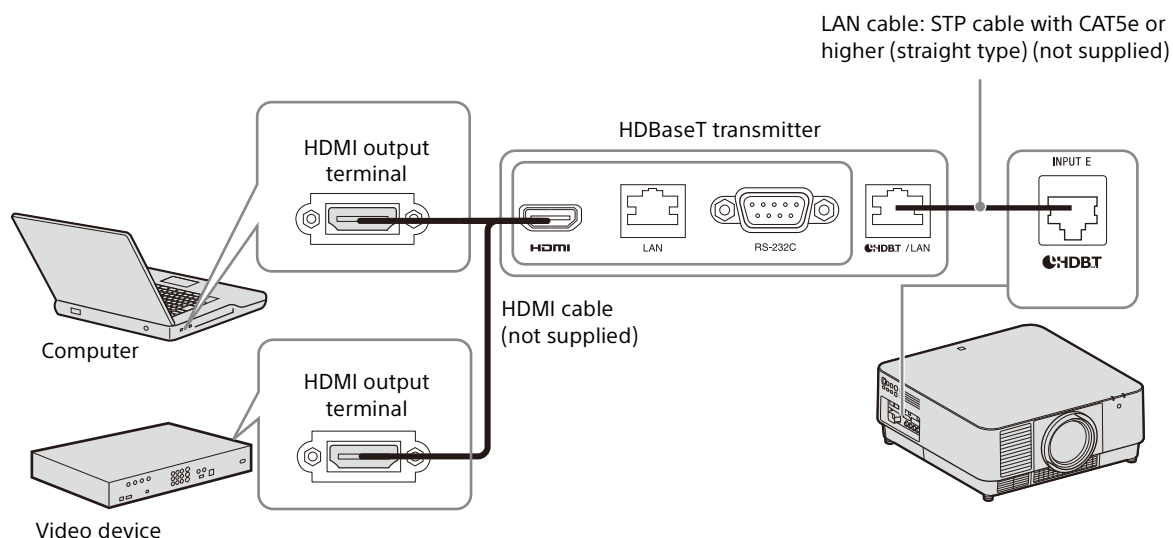 LAN cable: STP cable with CAT5e or
higher (straight type) (not supplied)
HDBaseT transmitter
HDMI output
terminal
INPUT E
HDMI
LAN
RS-232C
HDBT / LAN
HDBT
HDMI cable
(not supplied)
Computer
HDMI output
terminal
Video device